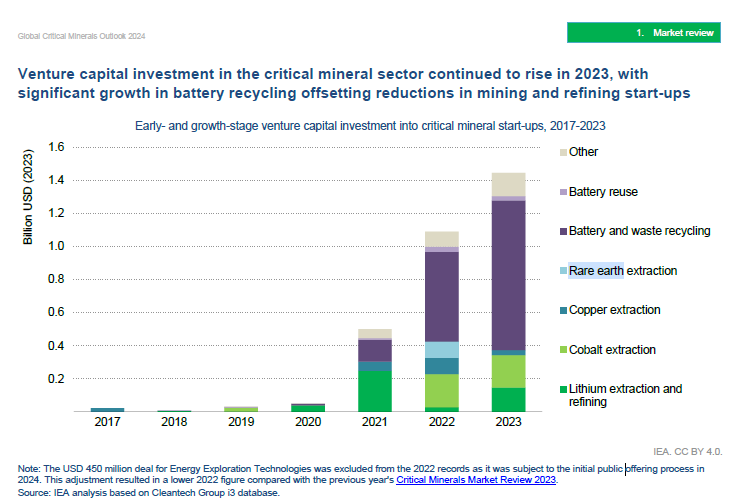 Global Critical Minerals Outlook 2024
1. Market review
Venture capital investment in the critical mineral sector continued to rise in 2023, with
significant growth in battery recycling offsetting reductions in mining and refining start-ups
Early- and growth-stage venture capital investment into critical mineral start-ups, 2017-2023
Billion USD (2023)
1.6
1.4
1.2
1.0
0.8
0.6
0.4
0.2
2017
2018
2019
2020
2021
2022
2023
Other
Battery reuse
Battery and waste recycling
Rare earth extraction
Copper extraction
Cobalt extraction
Lithium extraction and
refining
IEA. CC BY 4.0.
Note: The USD 450 million deal for Energy Exploration Technologies was excluded from the 2022 records as it was subject to the initial public offering process in
2024. This adjustment resulted in a lower 2022 figure compared with the previous year's Critical Minerals Market Review 2023.
Source: IEA analysis based on Cleantech Group i3 database.